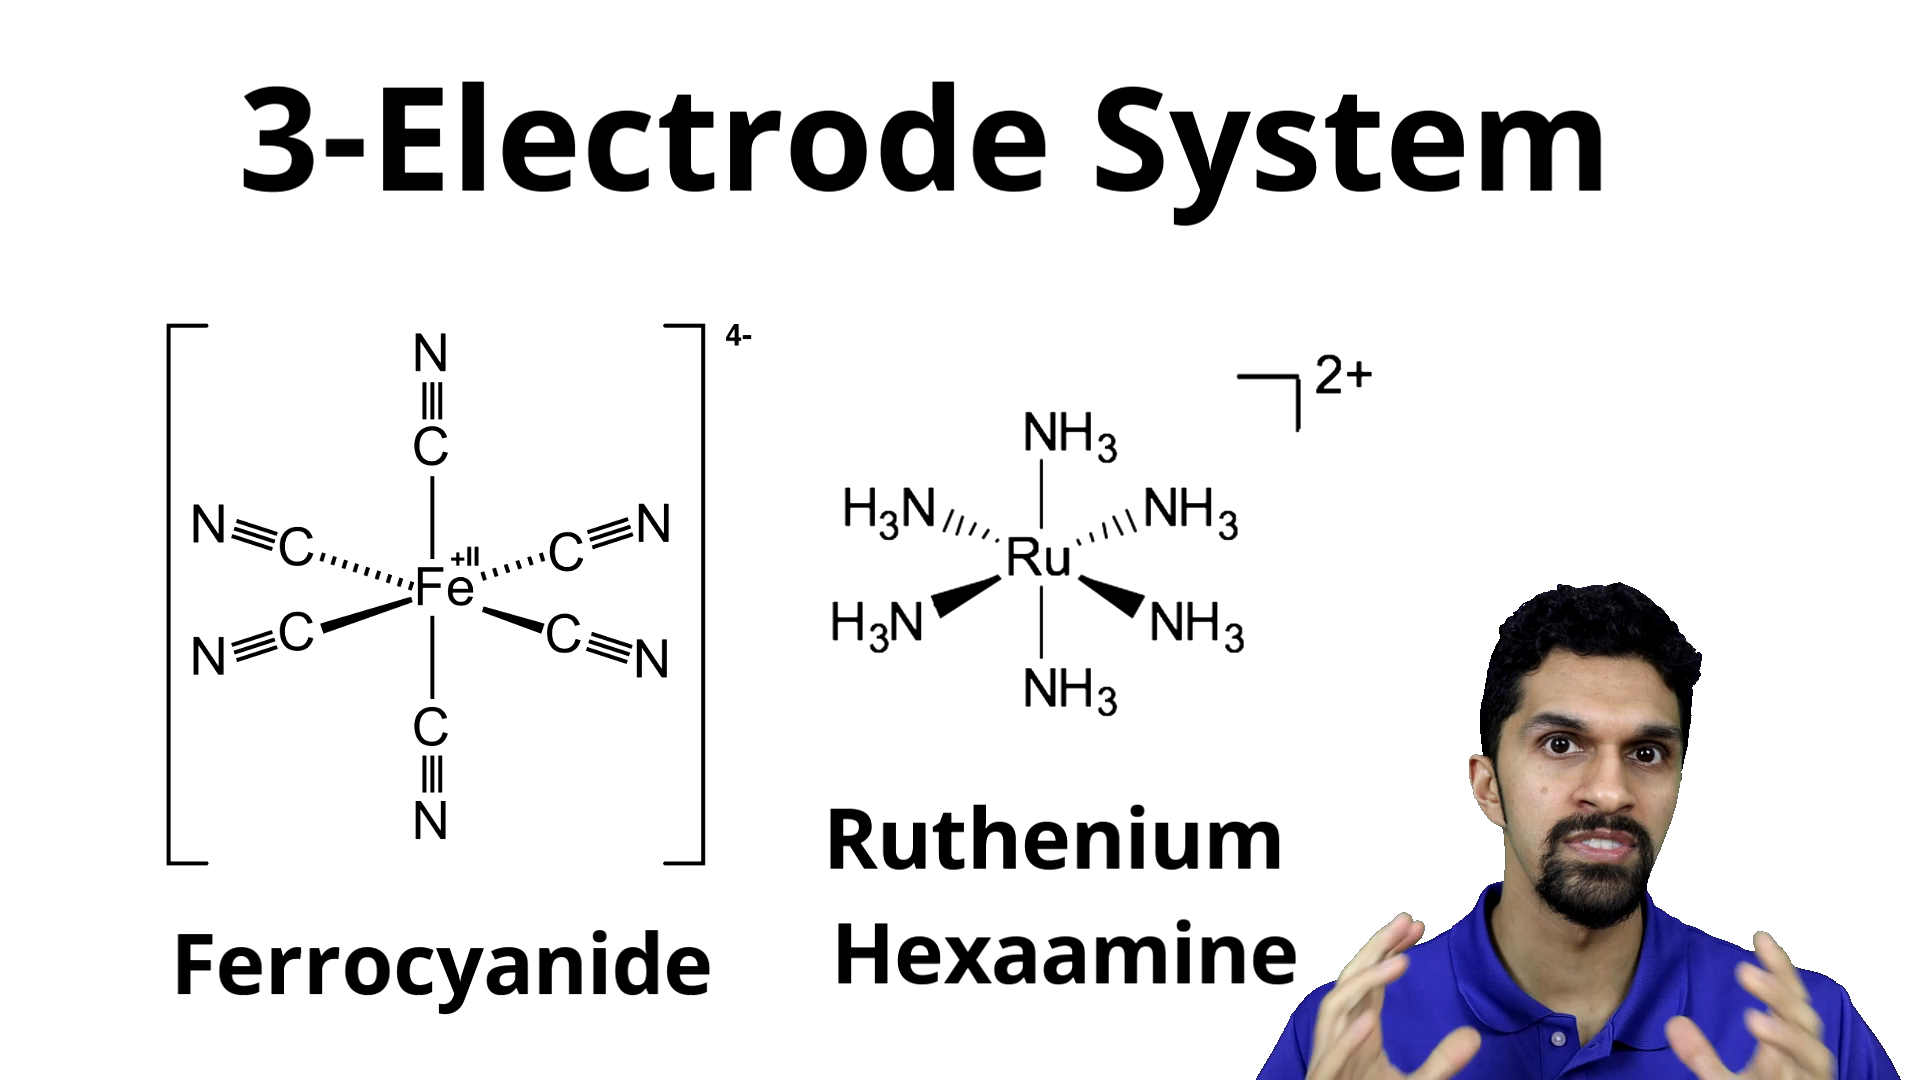 3-Electrode System
4-
N
C
N C C N
+II
Fe
N C C N
C
N
2+
NH3
H3N NH3
Ru
H3N NH3
NH3
Ruthenium
Hexaamine
Ferrocyanide